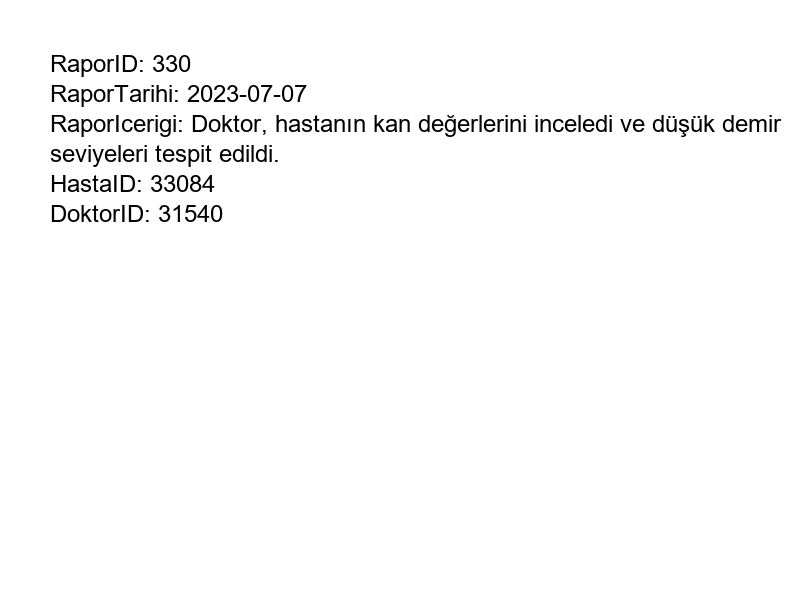 RaporID: 330
RaporTarihi: 2023-07-07
RaporIcerigi: Doktor, hastanın kan değerlerini inceledi ve düşük demir
seviyeleri tespit edildi.
HastaID: 33084
DoktorID: 31540